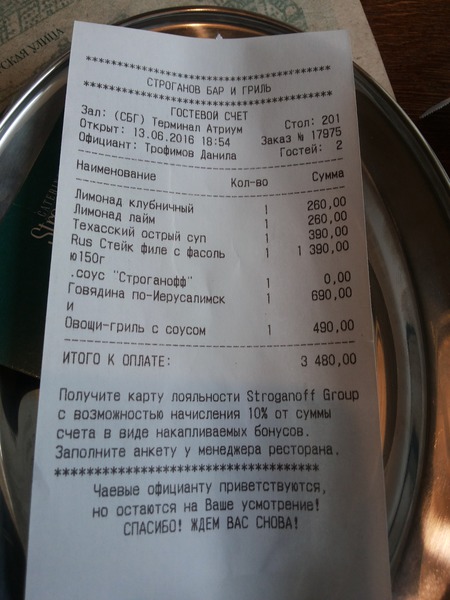 СКАЯ УЛИЦА
********************************
СТРОГАНОВ БАР И ГРИЛЬ
********************************
ГОСТЕВОЙ СЧЕТ
Зал: (СБГ) Терминал Атриум Стол: 201
Открыт: 13.06.2016 18:54 Заказ № 17975
Официант: Трофимов Данила Гостей: 2
Наименование Кол-во Сумма
Лимонад клубничный 1 260,00
Лимонад лайм 1 260,00
Техасский острый суп 1 390,00
Rus Стейк филе с фасоль 1 1 390,00
ю150г
.соус "Строганофф" 1 0,00
Говядина по-Иерусалимск 1 690,00
и
Овощи-гриль с соусом 1 490,00
ИТОГО К ОПЛАТЕ: 3 480,00
Получите карту лояльности Stroganoff Group
с возможностью начисления 10% от суммы
счета в виде накапливаемых бонусов.
Заполните анкету у менеджера ресторана.
********************************
Чаевые официанту приветствуются,
но остаются на Ваше усмотрение!
СПАСИБО! ЖДЕМ ВАС СНОВА!